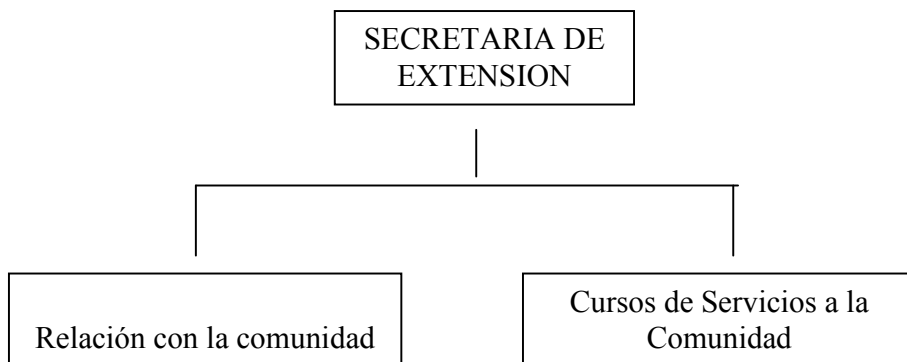 SECRETARIA DE
EXTENSION
Relación con la comunidad
Cursos de Servicios a la
Comunidad